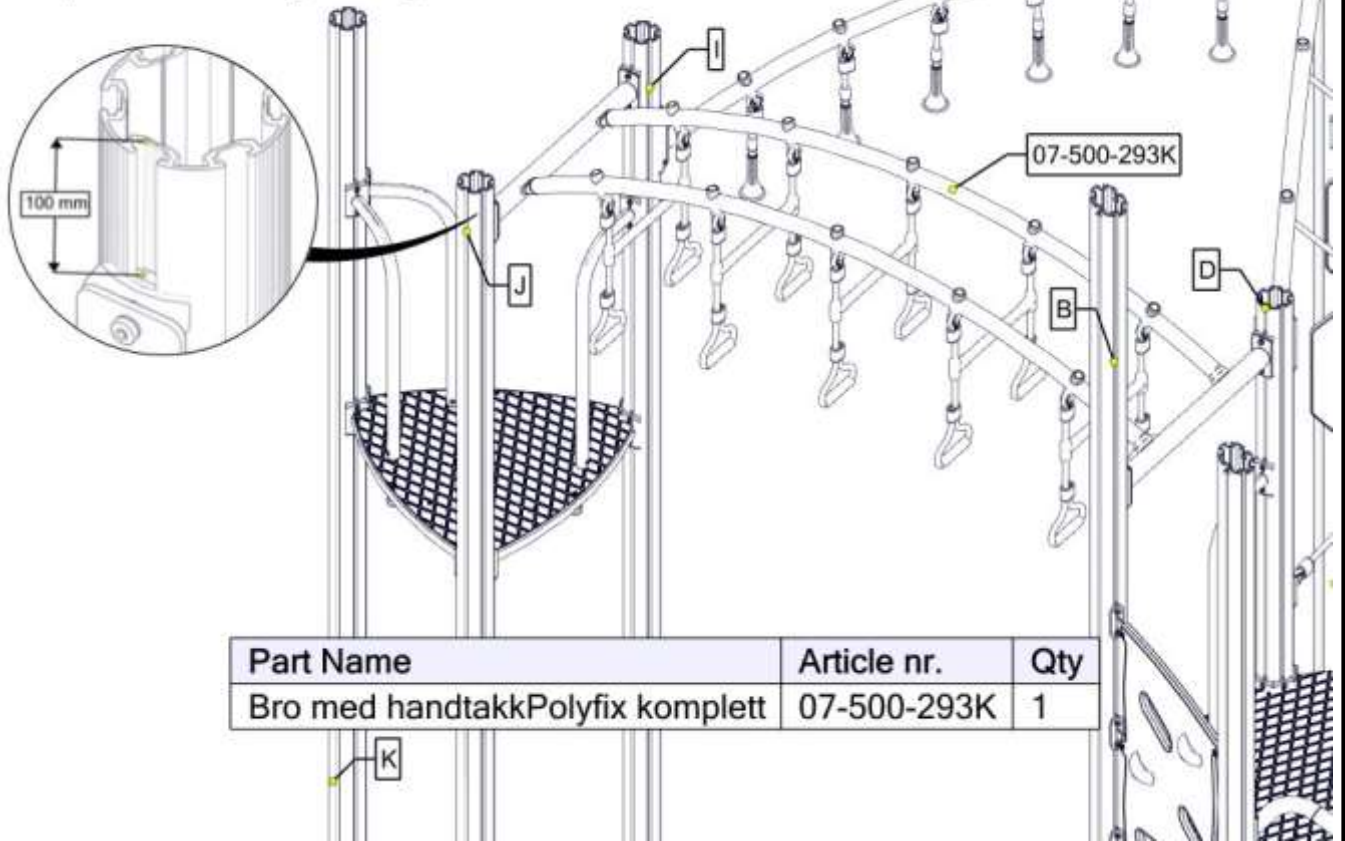 I
07-500-293K
100 mm
J
B
D
Part Name Article nr. Qty
Bro med handtakkPolyfix komplett 07-500-293K 1
K